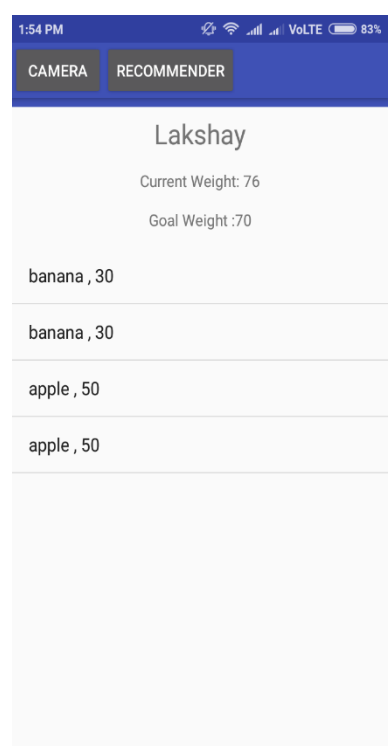 1:54 PM VoLTE 83%
CAMERA RECOMMENDER
Lakshay
Current Weight: 76
Goal Weight :70
banana , 30
banana , 30
apple , 50
apple , 50